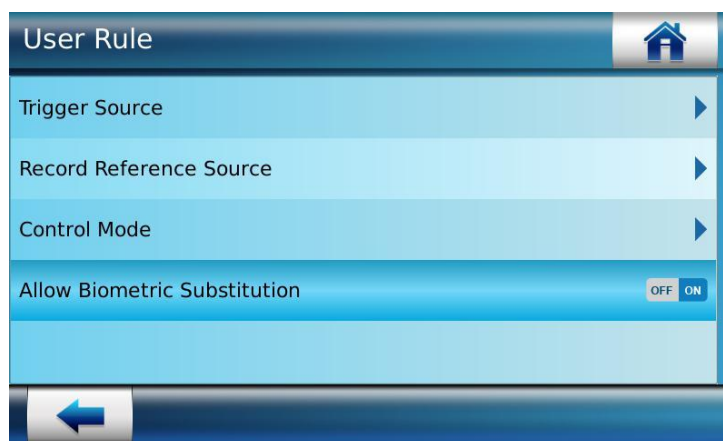 User Rule
Trigger Source
Record Reference Source
Control Mode
Allow Biometric Substitution
OFF ON